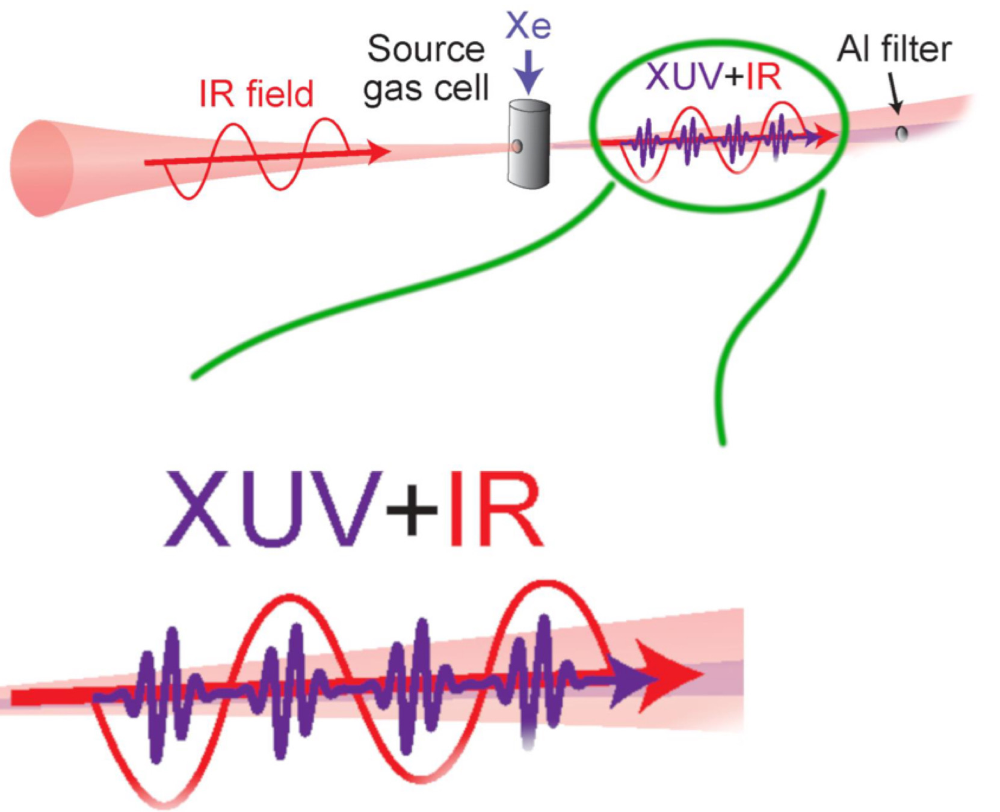 Xe
Source
gas cell
IR field
XUV+IR
Al filter
XUV+IR